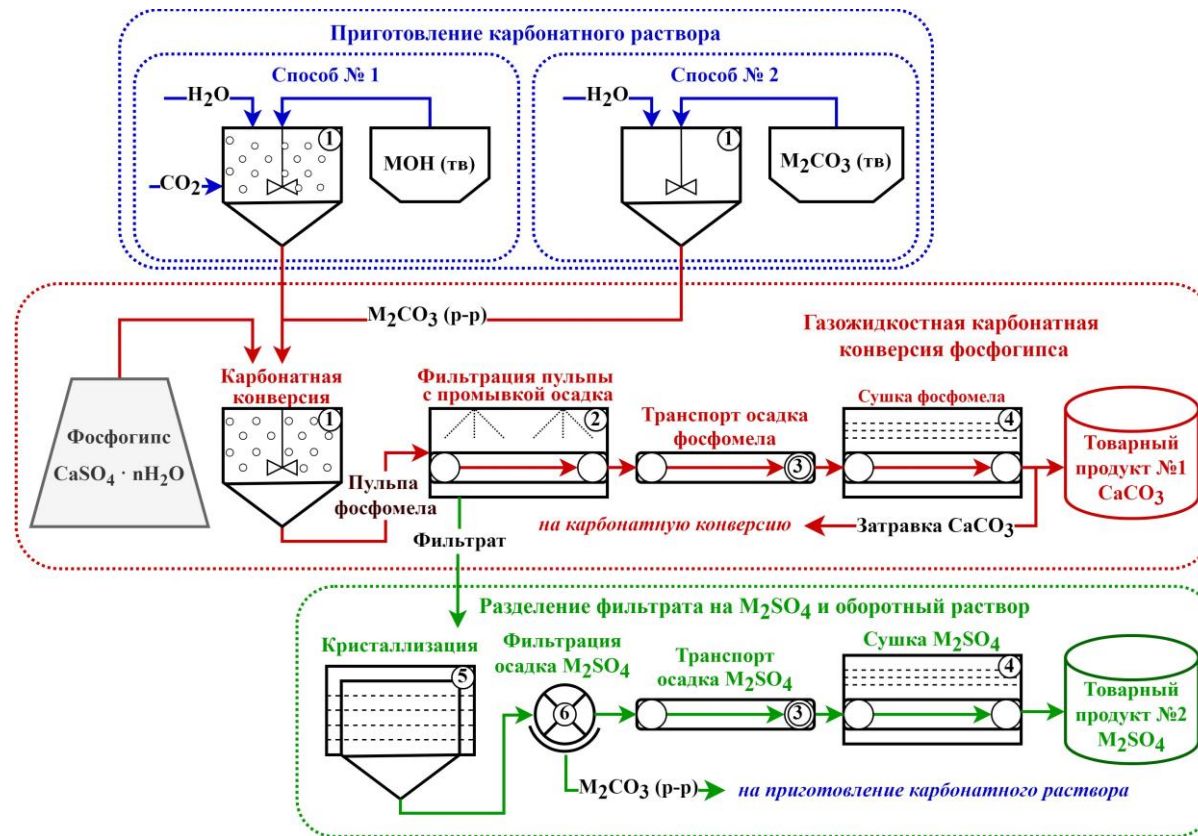 Приготовление карбонатного раствора
Способ № 1
H2O
1
MOH (тв)
CO2
Способ № 2
H2O
1
M2CO3 (тв)
M2CO3 (р-р)
Газожидкостная карбонатная
конверсия фосфогипса
Фосфогипс
CaSO4 · nH2O
Карбонатная
конверсия
1
Пульпа
фосфомела
Фильтрация пульпы
с промывкой осадка
2
Фильтрат
Транспорт осадка
фосфомела
3
Сушка фосфомела
4
Товарный
продукт №1
CaCO3
на карбонатную конверсию
Затравка CaCO3
Разделение фильтрата на M2SO4 и оборотный раствор
Кристаллизация
5
Фильтрация
осадка M2SO4
6
Транспорт
осадка M2SO4
3
Сушка M2SO4
4
Товарный
продукт №2
M2SO4
M2CO3 (р-р)
на приготовление карбонатного раствора